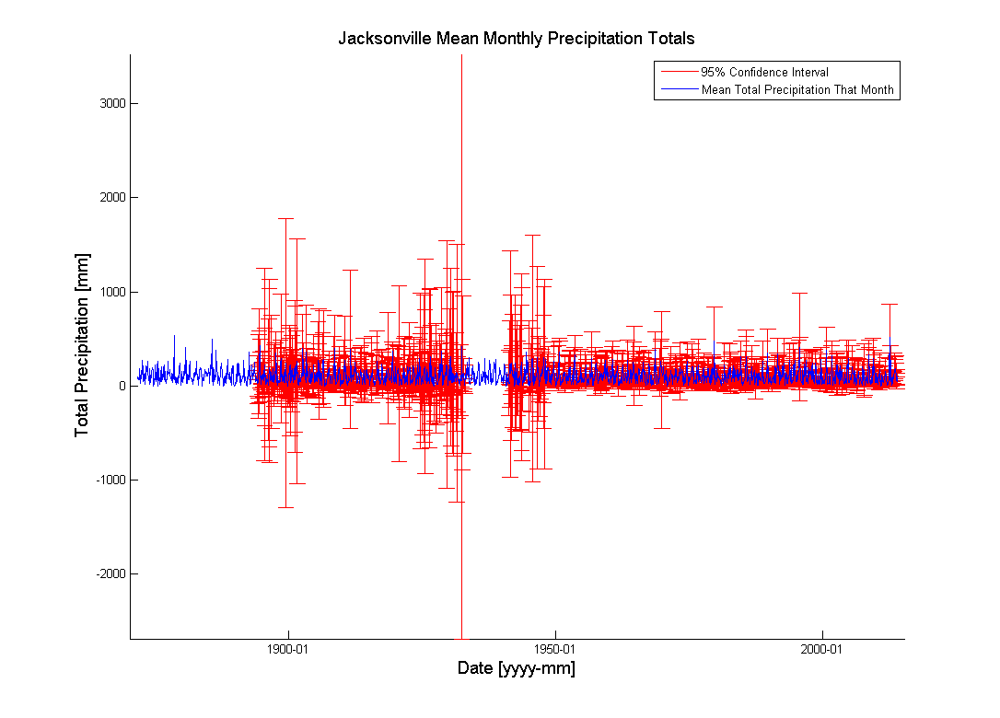 Jacksonville Mean Monthly Precipitation Totals
95% Confidence Interval
Mean Total Precipitation That Month
Total Precipitation [mm]
3000
2000
1000
0
-1000
-2000
1900-01
1950-01
2000-01
Date [yyyy-mm]